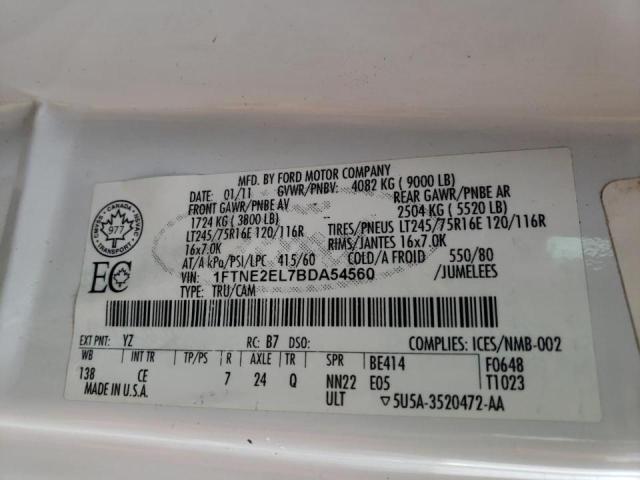 MFD. BY FORD MOTOR COMPANY
DATE: 01/11 GVWR/PNBV: 4082 KG ( 9000 LB)
FRONT GAWR/PNBE AV REAR GAWR/PNBE AR
1724 KG ( 3800 LB) 2504 KG ( 5520 LB)
LT245/75R16E 120/116R TIRES/PNEUS LT245/75R16E 120/116R
16x7.0K RIMS/JANTES 16x7.0K
AT/A kPa/PSI/LPC 415/60 COLD/A FROID 550/80
VIN: 1FTNE2EL7BDA54560 /JUMELEES
TYPE: TRU/CAM
CANADA
977
TRANSPORT
EC
EXT PNT: YZ RC: B7 DSO: COMPLIES: ICES/NMB-002
WB INT TR TP/PS R AXLE TR SPR BE414 F0648
138 CE 7 24 Q NN22 E05 T1023
MADE IN U.S.A. ULT ▽5U5A-3520472-AA